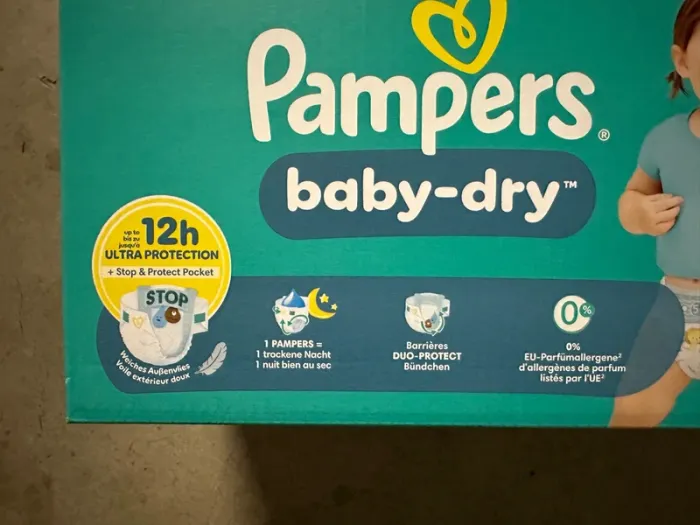 Pampers®
baby-dry™
up to
bis zu
jusqu'à
12h
ULTRA PROTECTION
+ Stop & Protect Pocket
STOP
Weiches Außenvlies
Voile extérieur doux
1 PAMPERS =
1 trockene Nacht
1 nuit bien au sec
Barrières
DUO-PROTECT
Bündchen
0%
0%
EU-Parfümallergene²
d'allergènes de parfum
listés par l'UE²